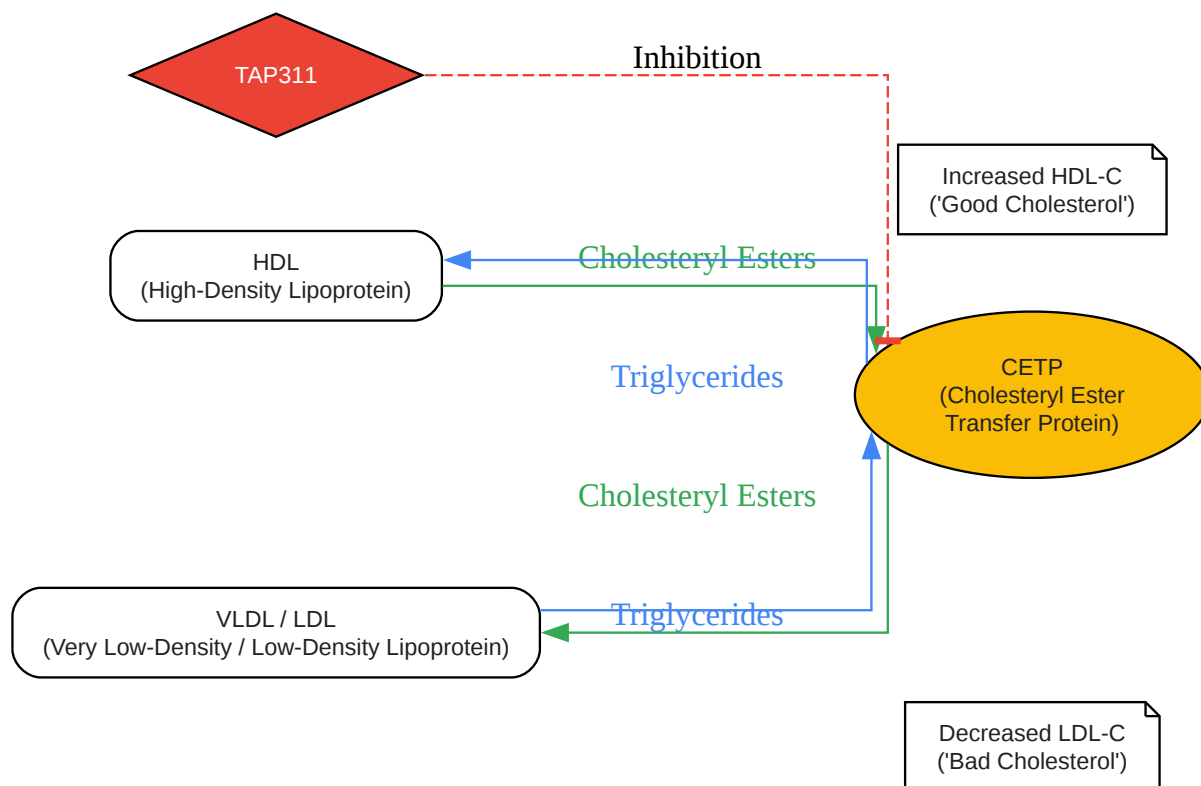 TAP311
Inhibition
Increased HDL-C
('Good Cholesterol')
HDL
(High-Density Lipoprotein)
Cholesteryl Esters
Triglycerides
CETP
(Cholesteryl Ester
Transfer Protein)
Cholesteryl Esters
VLDL / LDL
(Very Low-Density / Low-Density Lipoprotein)
Triglycerides
Decreased LDL-C
('Bad Cholesterol')